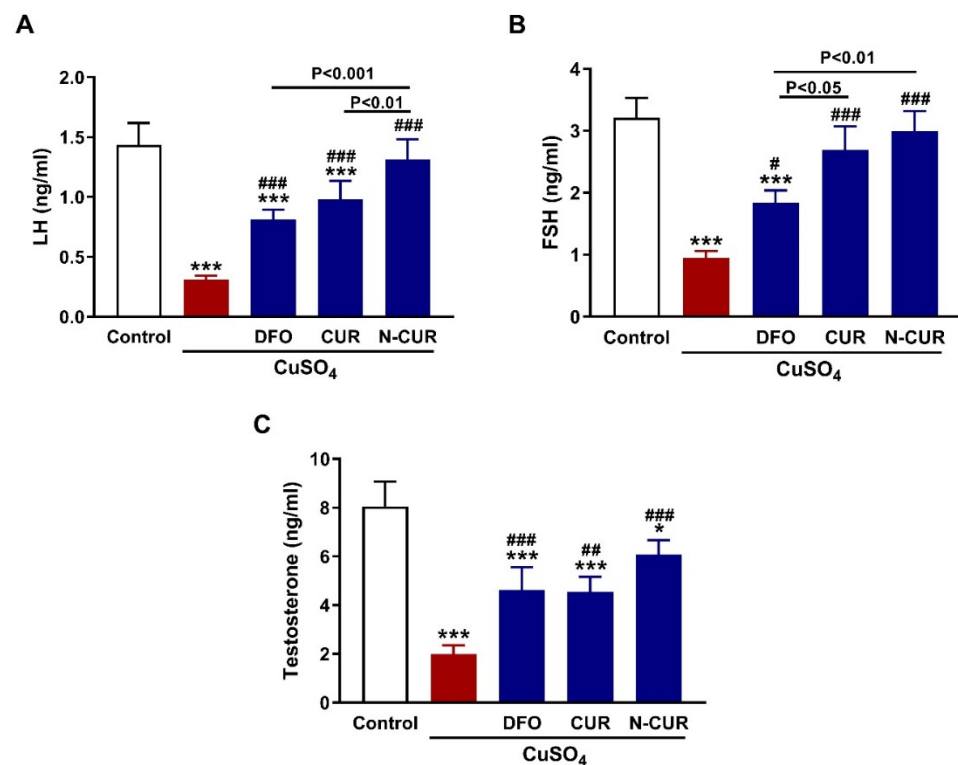 A
LH (ng/ml)
2.0
1.5
1.0
0.5
0.0
P<0.001
P<0.01
***
###
***
###
***
###
Control
DFO
CUR
N-CUR
CuSO4
B
FSH (ng/ml)
4
3
2
1
0
P<0.01
P<0.05
***
#
***
###
###
Control
DFO
CUR
N-CUR
CuSO4
C
Testosterone (ng/ml)
10
8
6
4
2
0
***
###
***
##
***
###
*
Control
DFO
CUR
N-CUR
CuSO4